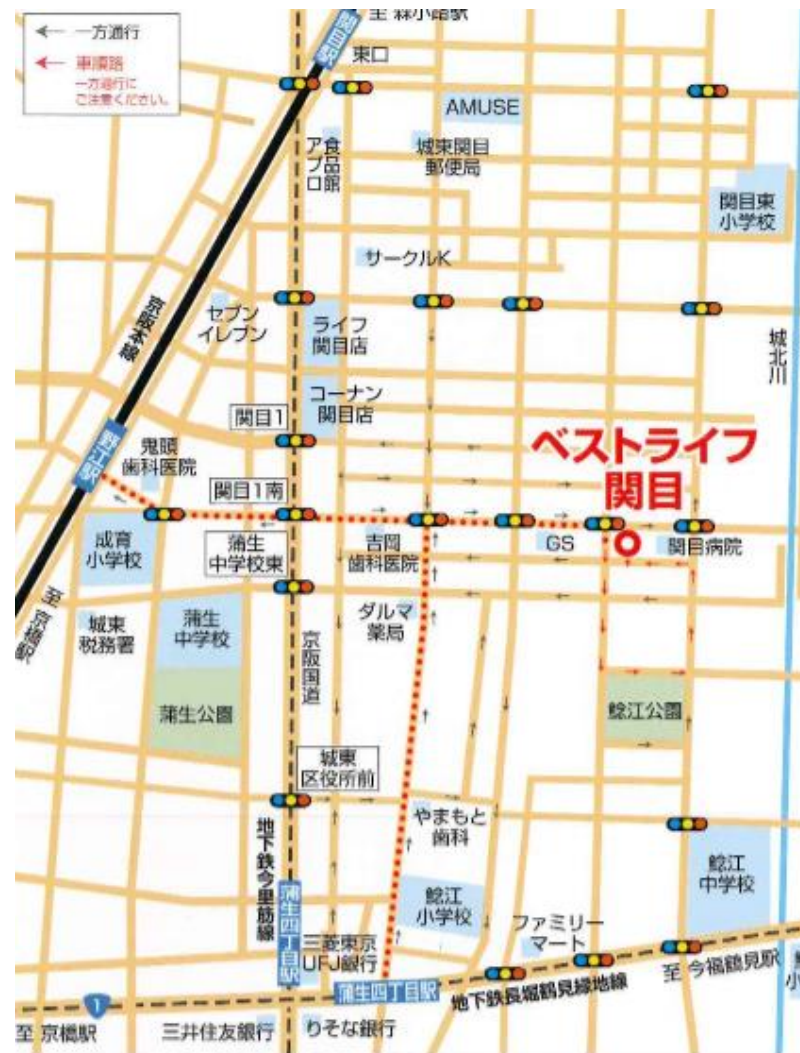 至 森小路駅
一方通行
車順路
一方通行に
ご注意ください。
関目駅
東口
AMUSE
食品館
アプロ
城東関目
郵便局
関目東
小学校
サークルK
京阪本線
セブン
イレブン
ライフ
関目店
城北川
コーナン
関目店
関目1
ベストライフ
関目
野江駅
鬼頭
歯科医院
関目1南
成育
小学校
蒲生
中学校東
吉岡
歯科医院
GS
関目病院
至 京橋駅
城東
税務署
蒲生
中学校
ダルマ
薬局
京阪国道
蒲生公園
鯰江公園
城東
区役所前
やまもと
歯科
地下鉄今里筋線
蒲生四丁目駅
鯰江
小学校
鯰江
中学校
三菱東京
UFJ銀行
ファミリー
マート
至 今福鶴見駅
蒲生四丁目駅
地下鉄長堀鶴見緑地線
1
至 京橋駅
三井住友銀行
りそな銀行